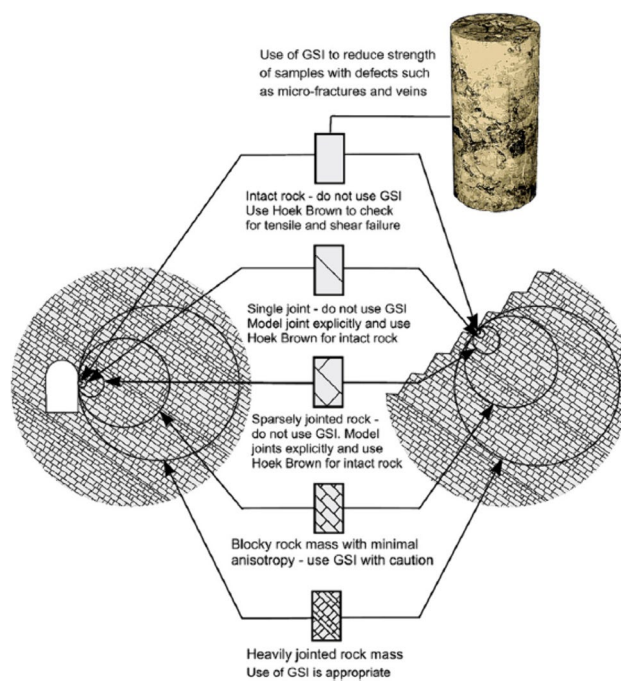 Use of GSI to reduce strength
of samples with defects such
as micro-fractures and veins
Intact rock - do not use GSI
Use Hoek Brown to check
for tensile and shear failure
Single joint - do not use GSI
Model joint explicitly and use
Hoek Brown for intact rock
Sparsely jointed rock -
do not use GSI. Model
joints explicitly and use
Hoek Brown for intact rock
Blocky rock mass with minimal
anisotropy - use GSI with caution
Heavily jointed rock mass
Use of GSI is appropriate